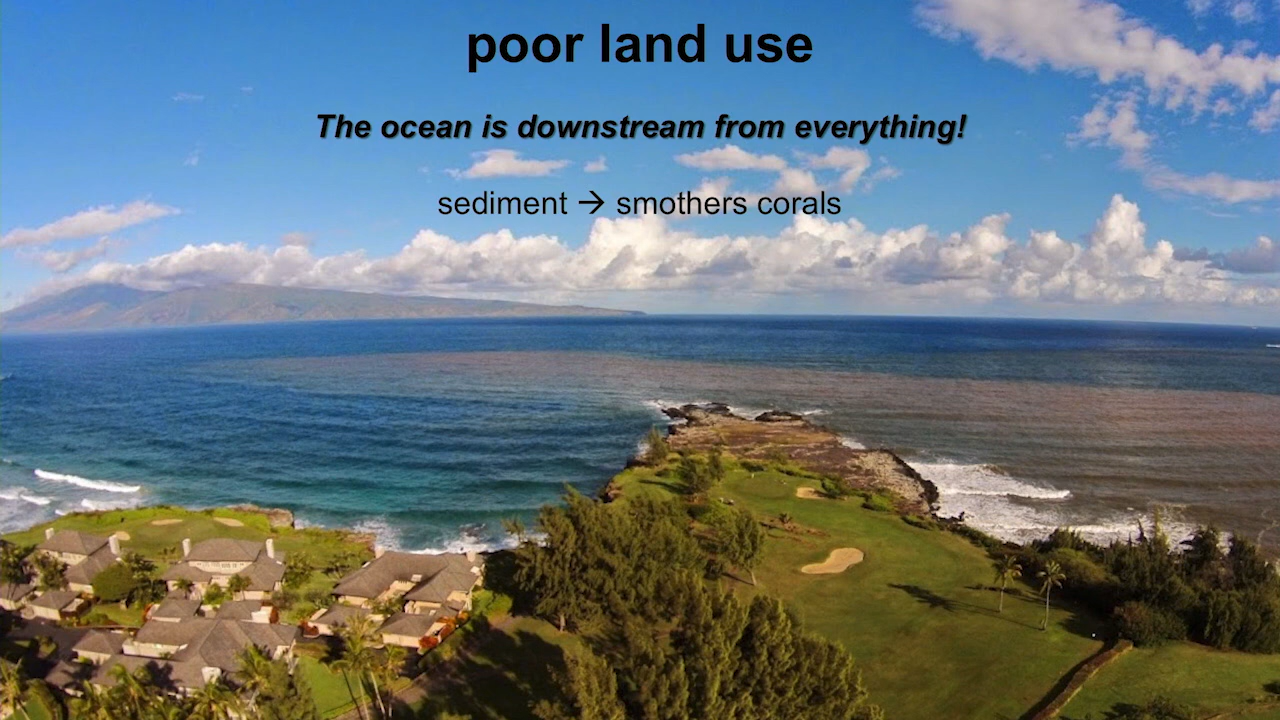 poor land use
The ocean is downstream from everything!
sediment → smothers corals